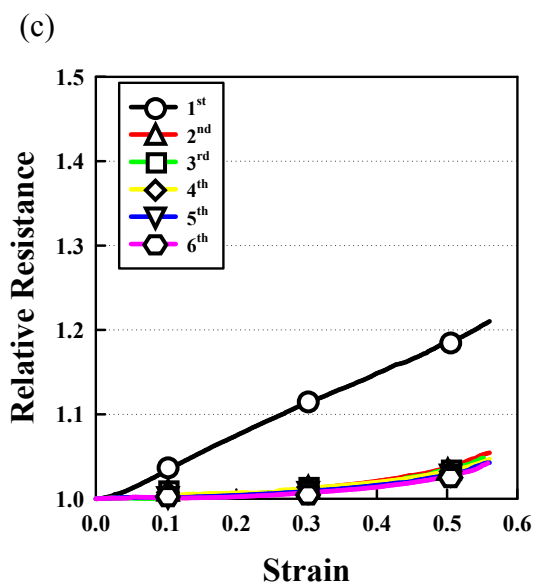 (c)
1.5
1.4
1.3
1.2
1.1
1.0
Relative Resistance
1st
2nd
3rd
4th
5th
6th
0.0 0.1 0.2 0.3 0.4 0.5 0.6
Strain